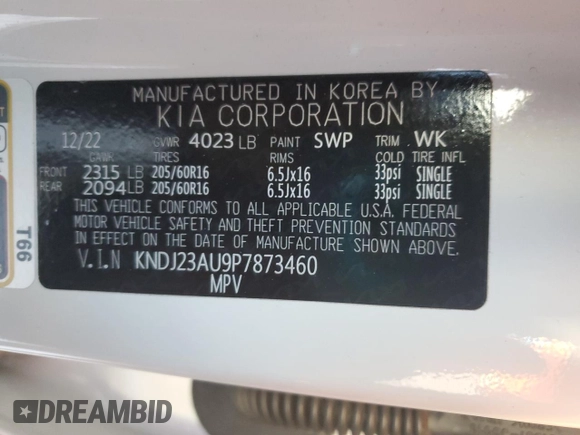 MANUFACTURED IN KOREA BY
KIA CORPORATION
12/22 GVWR 4023 LB PAINT SWP TRIM WK
GAWR TIRES RIMS COLD TIRE INFL
FRONT 2315 LB 205/60R16 6.5Jx16 33psi SINGLE
REAR 2094 LB 205/60R16 6.5Jx16 33psi SINGLE
THIS VEHICLE CONFORMS TO ALL APPLICABLE U.S.A. FEDERAL
MOTOR VEHICLE SAFETY AND THEFT PREVENTION STANDARDS
IN EFFECT ON THE DATE OF MANUFACTURE SHOWN ABOVE.
V.I.N KNDJ23AU9P7873460
MPV
T66
DREAMBID